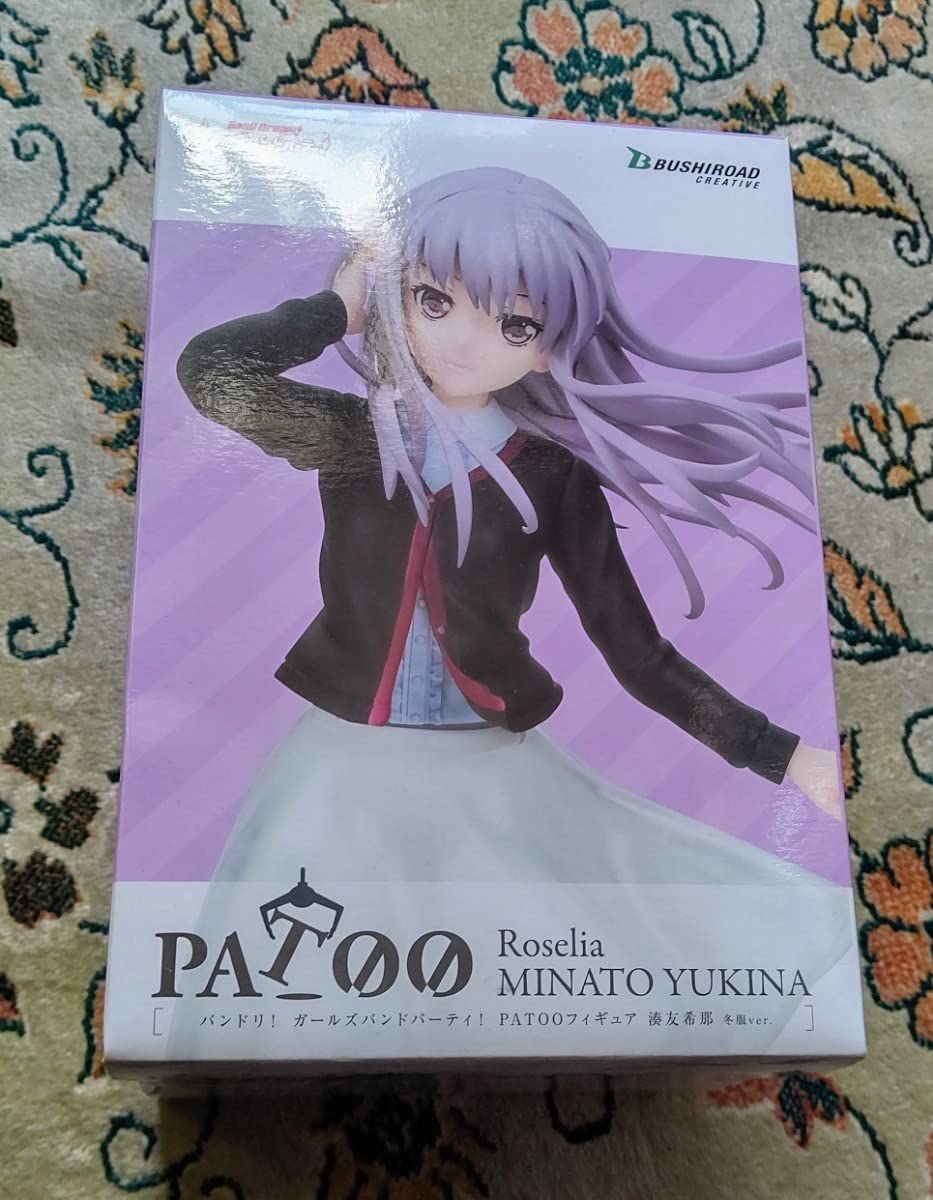 BanG Dream!
BUSHIROAD
CREATIVE
PATOO
Roselia
MINATO YUKINA
[ バンドリ! ガールズバンドパーティ! PATOOフィギュア 湊友希那 冬服ver. ]